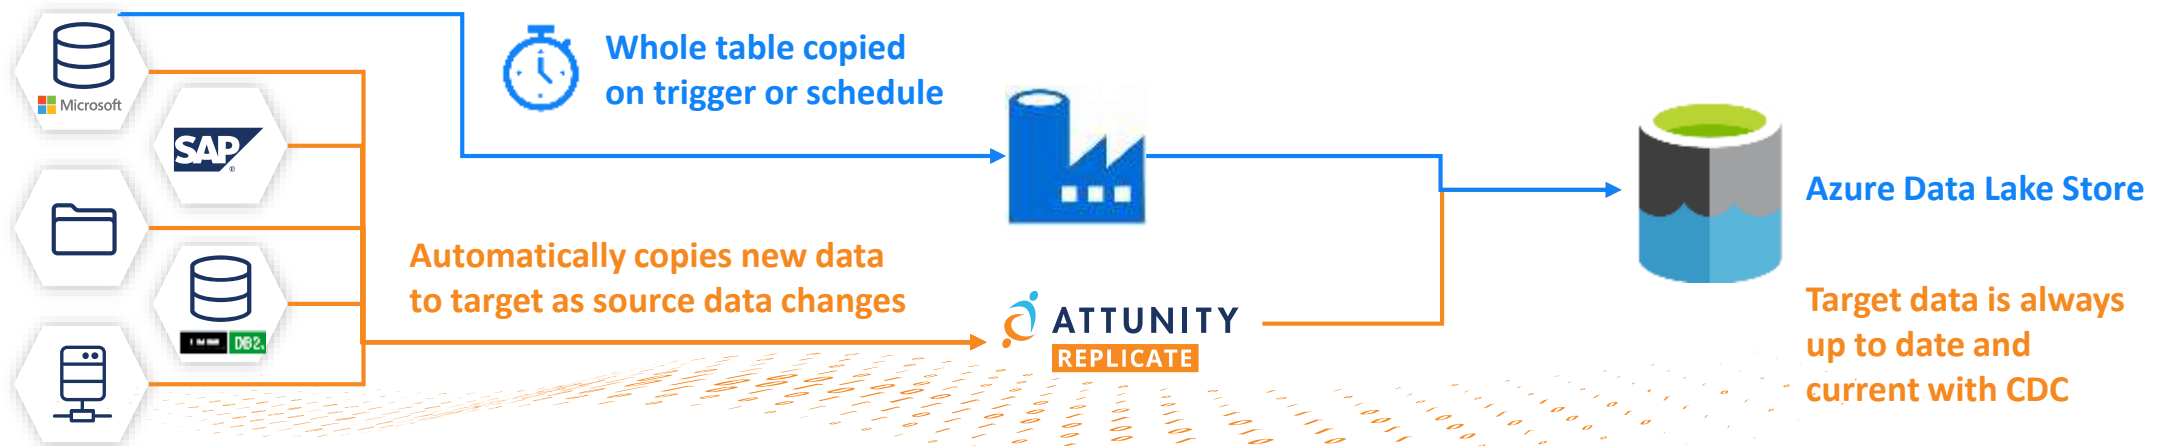 Microsoft
SAP
®
DB2.
Whole table copied
on trigger or schedule
Automatically copies new data
to target as source data changes
ATTUNITY
REPLICATE
Azure Data Lake Store
Target data is always
up to date and
current with CDC